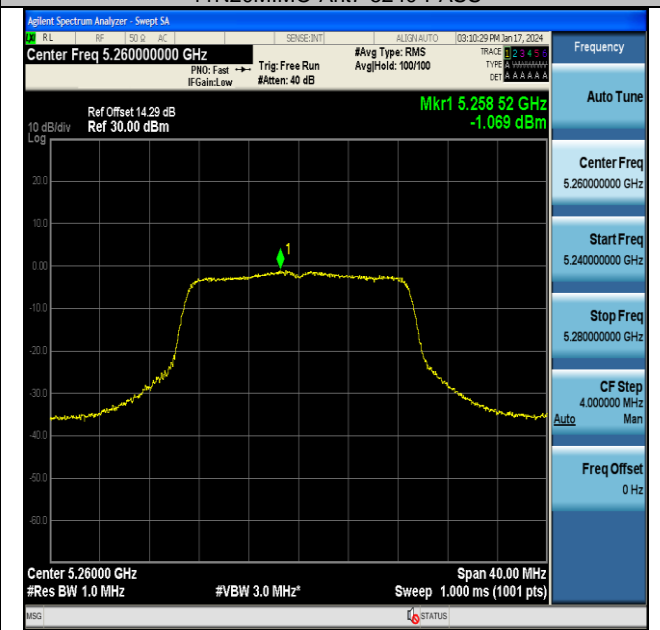 Agilent Spectrum Analyzer - Swept SA
RL RF 50 Ω AC SENSE:INT ALIGN AUTO 03:10:29 PM Jan 17, 2024
Center Freq 5.260000000 GHz #Avg Type: RMS TRACE 1 2 3 4 5 6
PNO: Fast Trig: Free Run Avg|Hold: 100/100 TYPE A WWWWW
IFGain:Low #Atten: 40 dB DET A A A A A A
Frequency
Auto Tune
Mkr1 5.258 52 GHz
-1.069 dBm
Ref Offset 14.29 dB
10 dB/div Ref 30.00 dBm
Log
20.0
10.0
0.00
-10.0
-20.0
-30.0
-40.0
-50.0
-60.0
1
Center Freq
5.260000000 GHz
Start Freq
5.240000000 GHz
Stop Freq
5.280000000 GHz
CF Step
4.000000 MHz
Auto Man
Freq Offset
0 Hz
Center 5.26000 GHz Span 40.00 MHz
#Res BW 1.0 MHz #VBW 3.0 MHz* Sweep 1.000 ms (1001 pts)
MSG STATUS